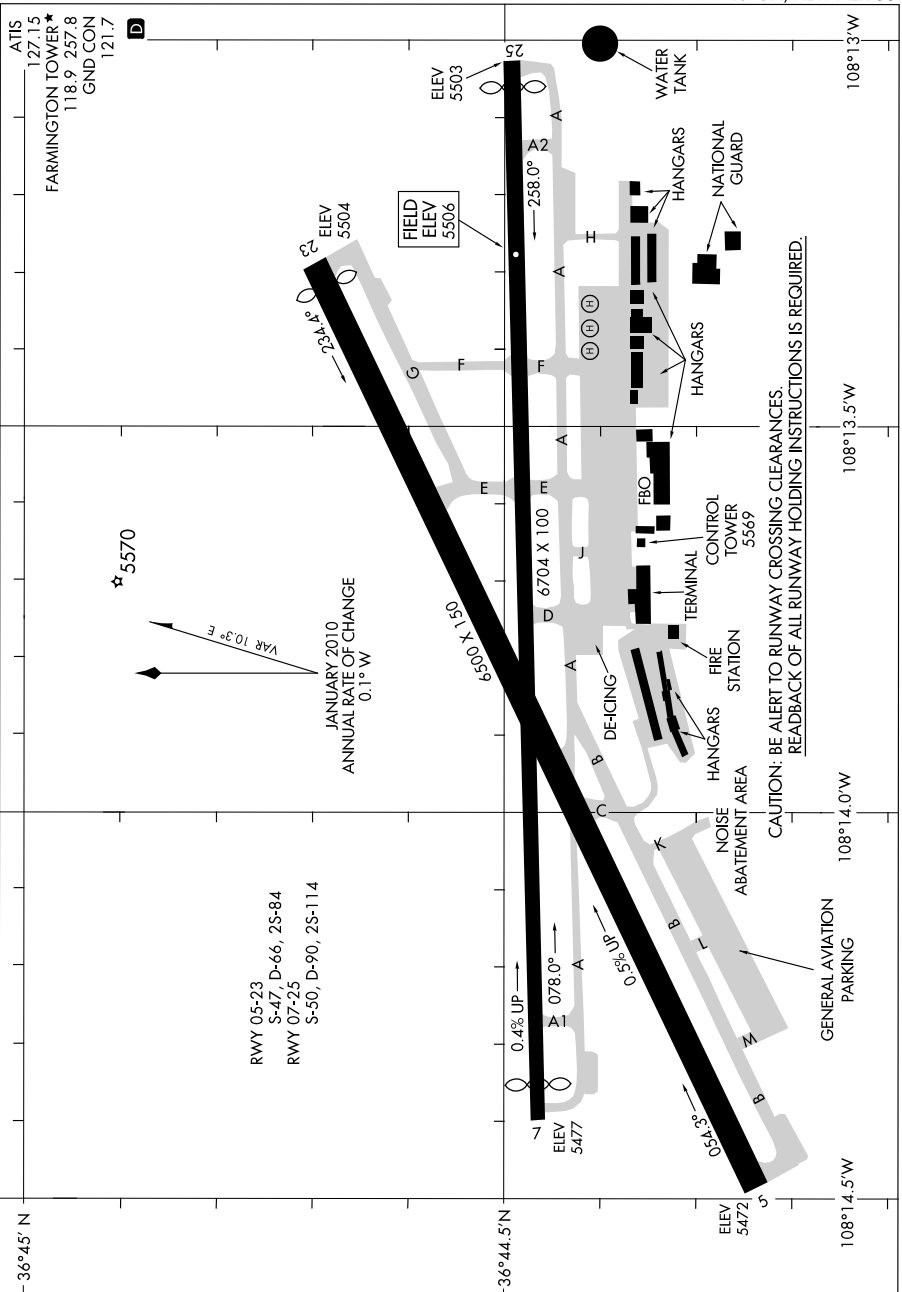 ATIS
127.15
FARMINGTON TOWER★
118.9 257.8
GND CON
121.7
D
36°45' N
36°44.5'N
108°13'W
108°13.5'W
108°14.0'W
108°14.5'W
5570
VAR 10.3° E
JANUARY 2010
ANNUAL RATE OF CHANGE
0.1° W
RWY 05-23
S-47, D-66, 2S-84
RWY 07-25
S-50, D-90, 2S-114
23
ELEV
5504
234.4°
FIELD
ELEV
5506
ELEV
5503
25
258.0°
WATER
TANK
A
A2
H
A
H
H
H
G
F
F
A
E
E
6704 X 100
6500 X 150
J
D
A
B
C
K
B
L
M
B
A
A1
0.4% UP
078.0°
7
ELEV
5477
0.5% UP
054.3°
5
ELEV
5472
HANGARS
NATIONAL
GUARD
HANGARS
FBO
CONTROL
TOWER
5569
TERMINAL
FIRE
STATION
DE-ICING
HANGARS
NOISE
ABATEMENT AREA
GENERAL AVIATION
PARKING
CAUTION: BE ALERT TO RUNWAY CROSSING CLEARANCES.
READBACK OF ALL RUNWAY HOLDING INSTRUCTIONS IS REQUIRED.